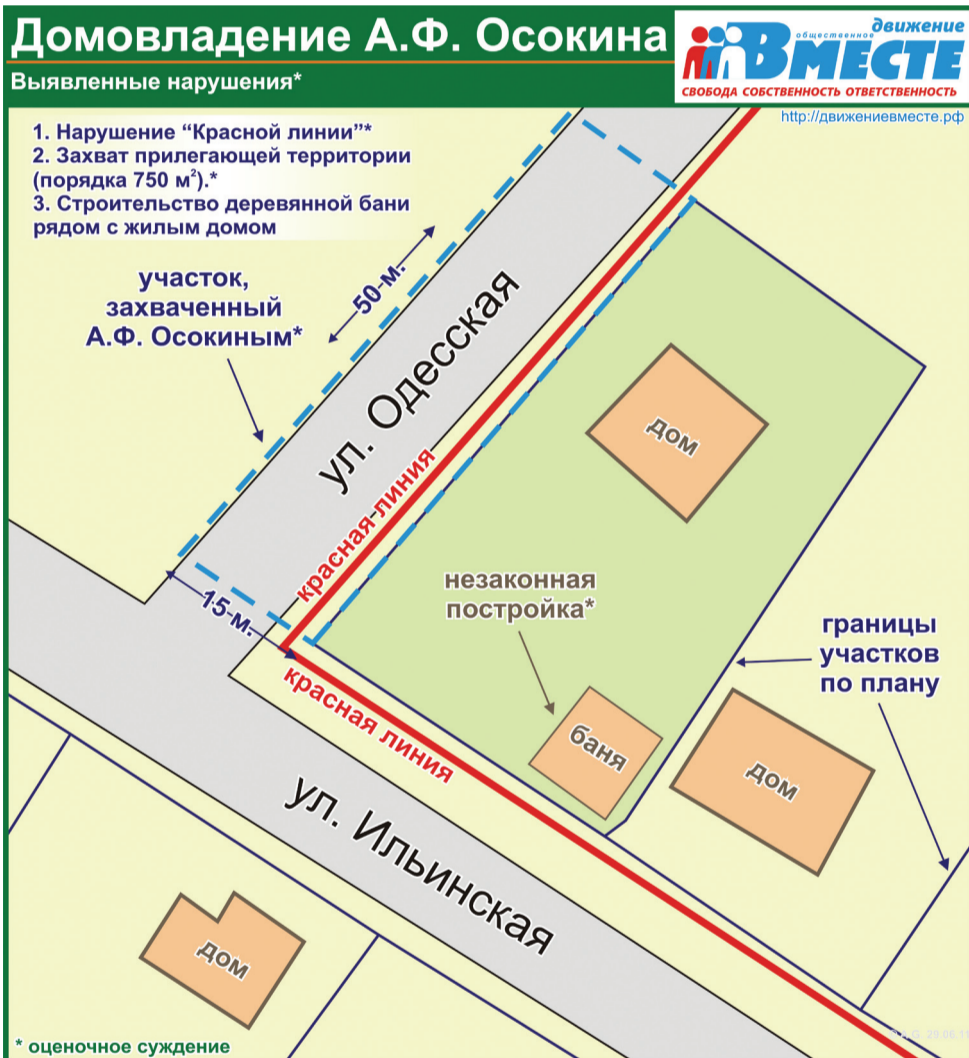 Домовладение А.Ф. Осокина
Выявленные нарушения*
общественное движение
ВМЕСТЕ
СВОБОДА СОБСТВЕННОСТЬ ОТВЕТСТВЕННОСТЬ
http://движениевместе.рф
1. Нарушение “Красной линии”*
2. Захват прилегающей территории
(порядка 750 м²).*
3. Строительство деревянной бани
рядом с жилым домом
участок,
захваченный
А.Ф. Осокиным*
50 м.
ул. Одесская
красная линия
дом
15 м.
незаконная
постройка*
границы
участков
по плану
красная линия
баня
дом
ул. Ильинская
дом
* оценочное суждение